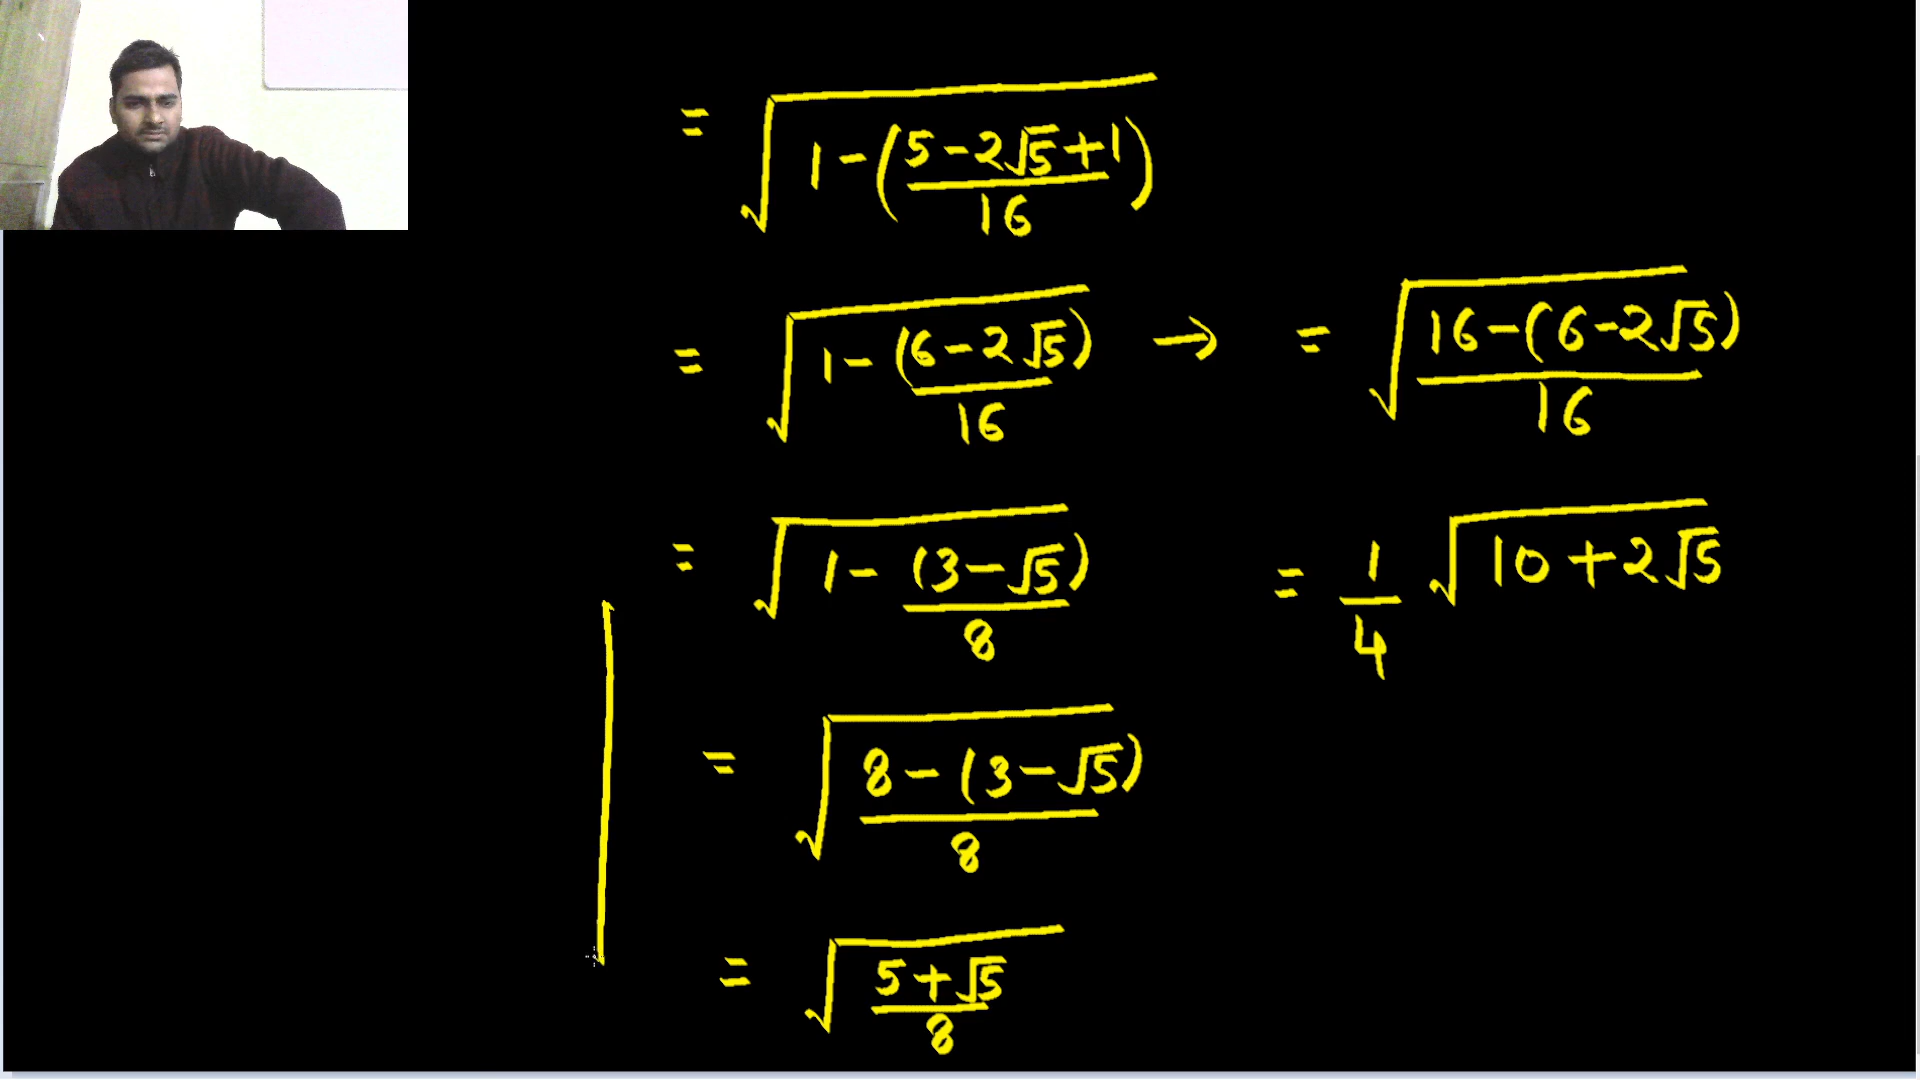 = √(1 - ((5 - 2√5 + 1)/16))
= √(1 - (6 - 2√5)/16) → = √((16 - (6 - 2√5))/16)
= √(1 - (3 - √5)/8)
= 1/4 √(10 + 2√5)
= √((8 - (3 - √5))/8)
= √((5 + √5)/8)